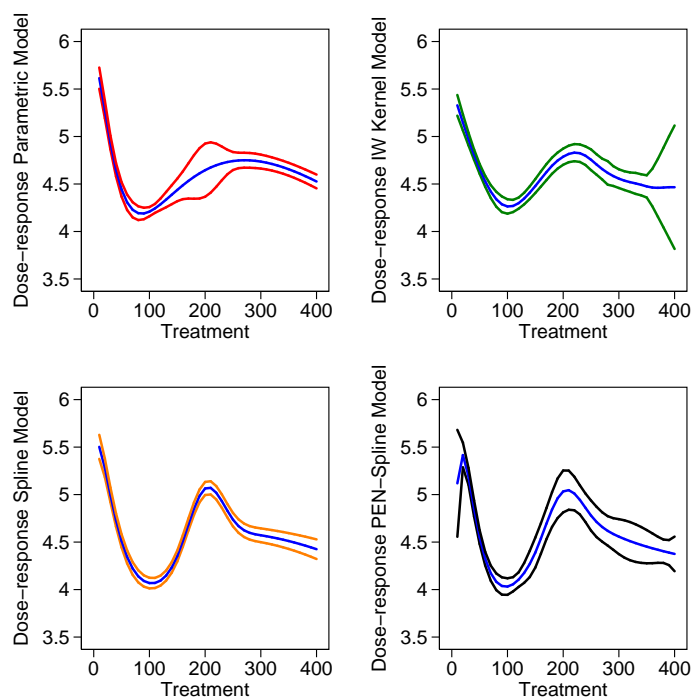 Dose−response Parametric Model
6
5.5
5
4.5
4
3.5
0 100 200 300 400
Treatment
Dose−response IW Kernel Model
6
5.5
5
4.5
4
3.5
0 100 200 300 400
Treatment
Dose−response Spline Model
6
5.5
5
4.5
4
3.5
0 100 200 300 400
Treatment
Dose−response PEN−Spline Model
6
5.5
5
4.5
4
3.5
0 100 200 300 400
Treatment